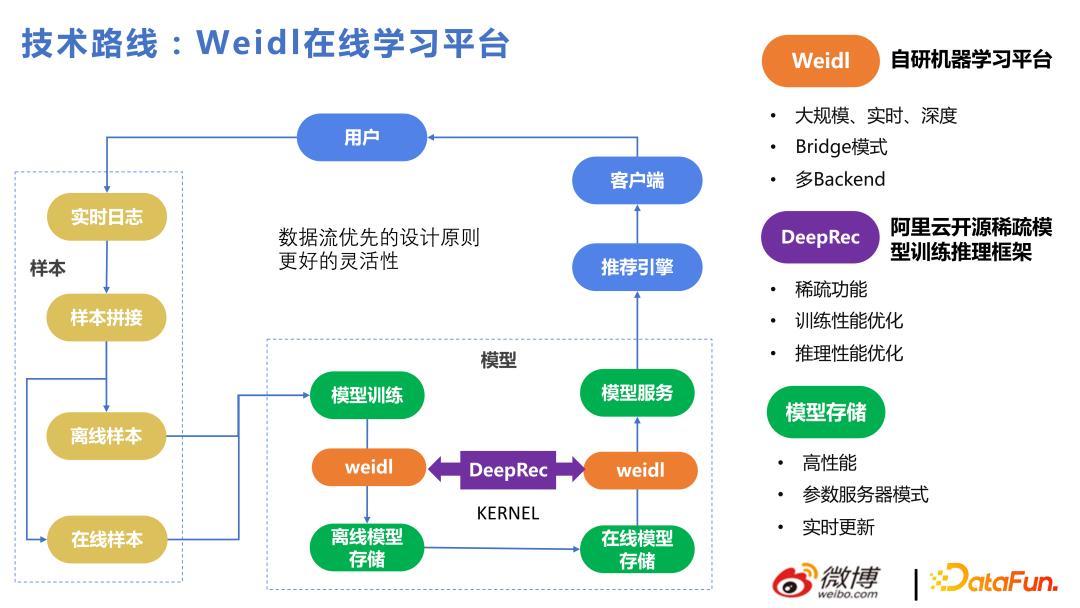 技术路线：Weidl在线学习平台
用户
实时日志
样本
样本拼接
离线样本
在线样本
数据流优先的设计原则
更好的灵活性
客户端
推荐引擎
模型
模型训练
模型服务
weidl
DeepRec
weidl
KERNEL
离线模型
存储
在线模型
存储
Weidl
自研机器学习平台
• 大规模、实时、深度
• Bridge模式
• 多Backend
DeepRec
阿里云开源稀疏模
型训练推理框架
• 稀疏功能
• 训练性能优化
• 推理性能优化
模型存储
• 高性能
• 参数服务器模式
• 实时更新
微博
weibo.com
DataFun.